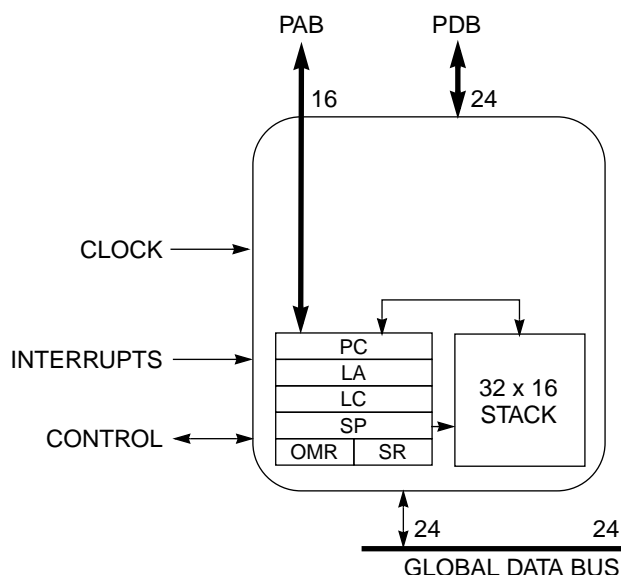 PAB PDB
16 24
CLOCK
INTERRUPTS
CONTROL
PC
LA
LC
SP
OMR SR
32 x 16
STACK
24 24
GLOBAL DATA BUS